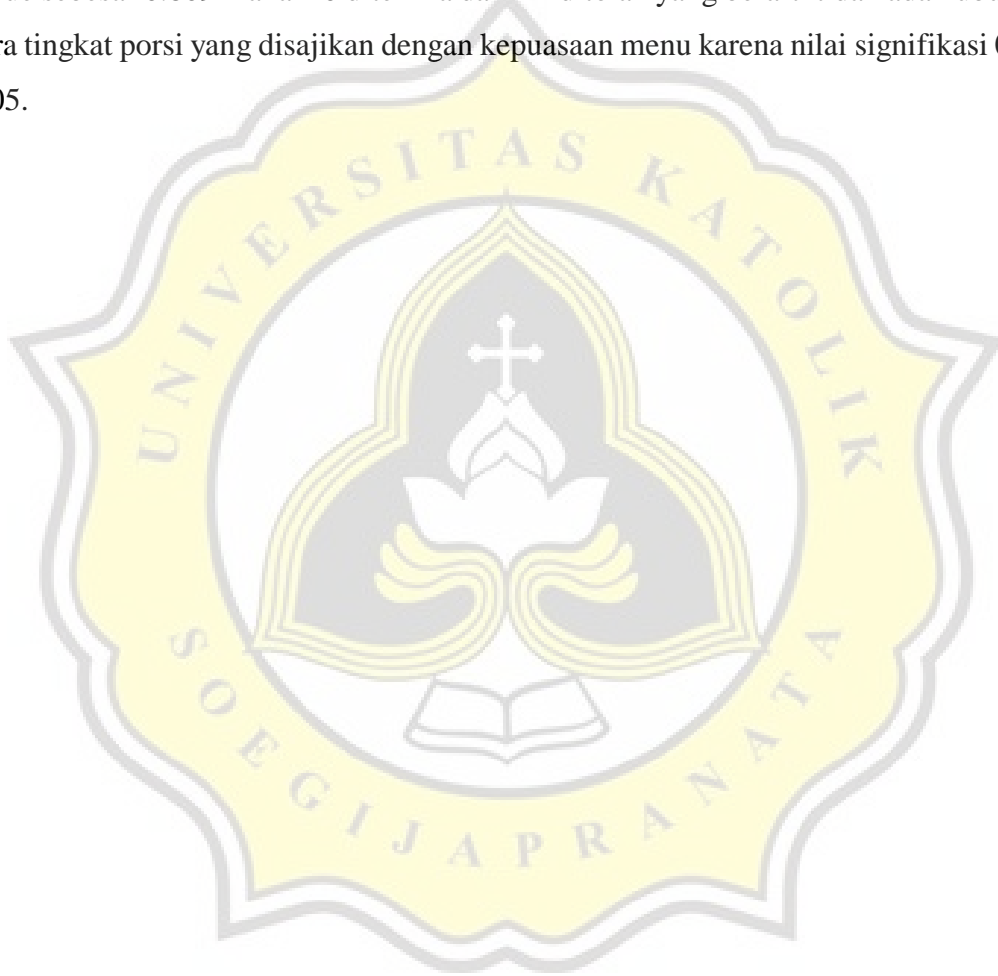 ra tingkat porsi yang disajikan dengan kepuasaan menu karena nilai signifikasi
05.
UNIVERSITAS KATOLIK
SOEGIJAPRANATA